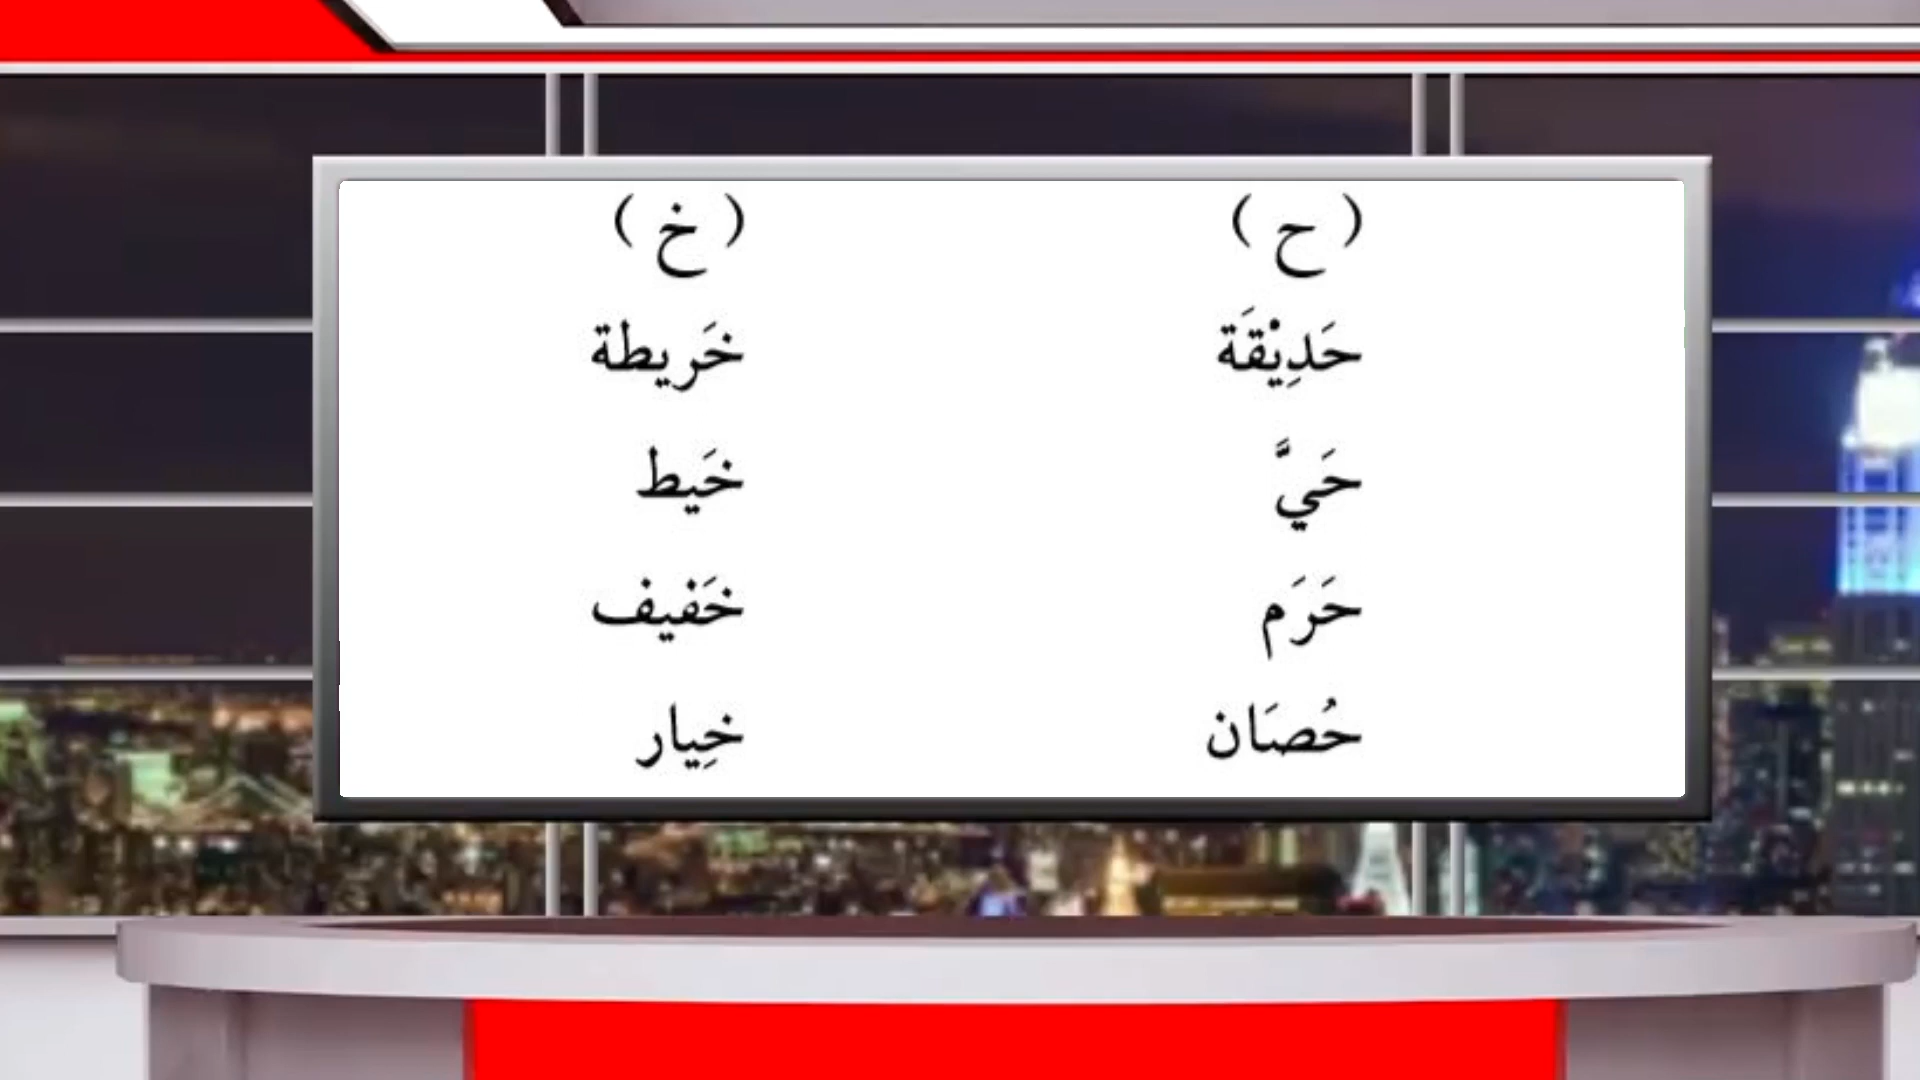 ( ح ) ( خ )
حَدِيْقَة خَريطة
حَيَّ خَيط
حَرَم خَفيف
حُصَان خِيار